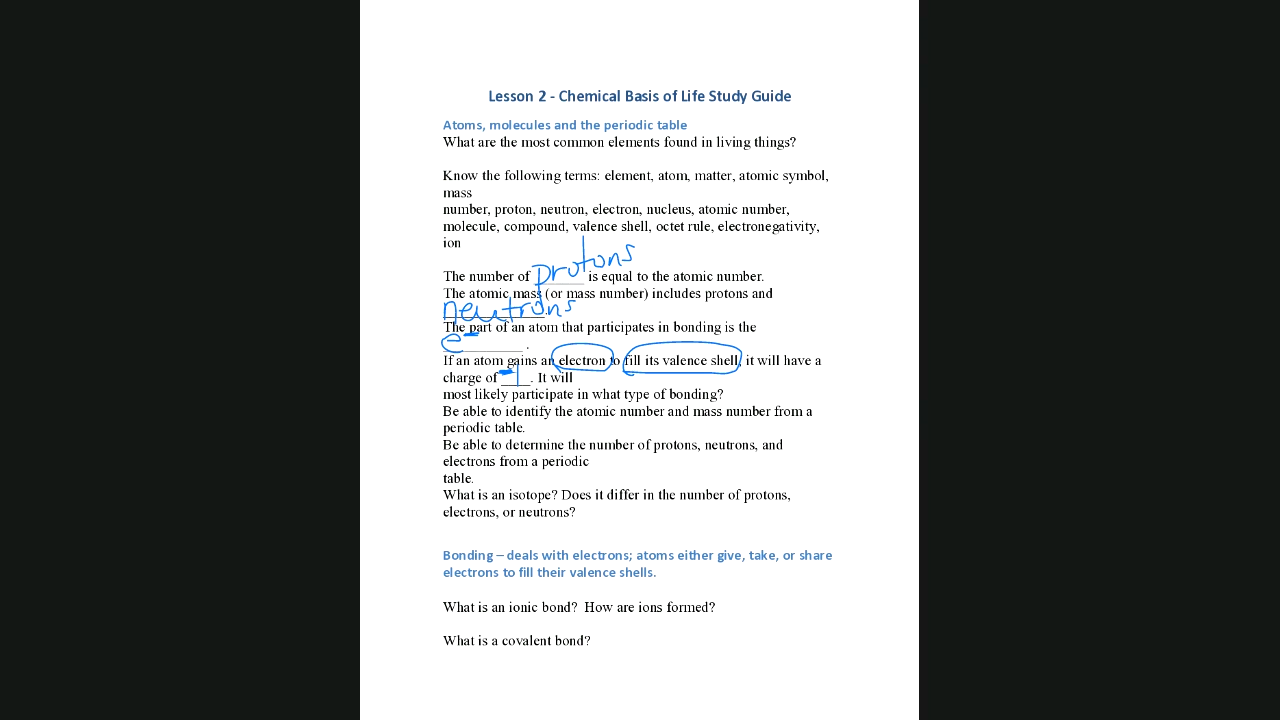 Lesson 2 - Chemical Basis of Life Study Guide
Atoms, molecules and the periodic table
What are the most common elements found in living things?
Know the following terms: element, atom, matter, atomic symbol,
mass
number, proton, neutron, electron, nucleus, atomic number,
molecule, compound, valence shell, octet rule, electronegativity,
ion
The number of protons is equal to the atomic number.
The atomic mass (or mass number) includes protons and
neutrons.
The part of an atom that participates in bonding is the
e⁻ .
If an atom gains an electron to fill its valence shell, it will have a
charge of -1. It will
most likely participate in what type of bonding?
Be able to identify the atomic number and mass number from a
periodic table.
Be able to determine the number of protons, neutrons, and
electrons from a periodic
table.
What is an isotope? Does it differ in the number of protons,
electrons, or neutrons?
Bonding – deals with electrons; atoms either give, take, or share
electrons to fill their valence shells.
What is an ionic bond? How are ions formed?
What is a covalent bond?